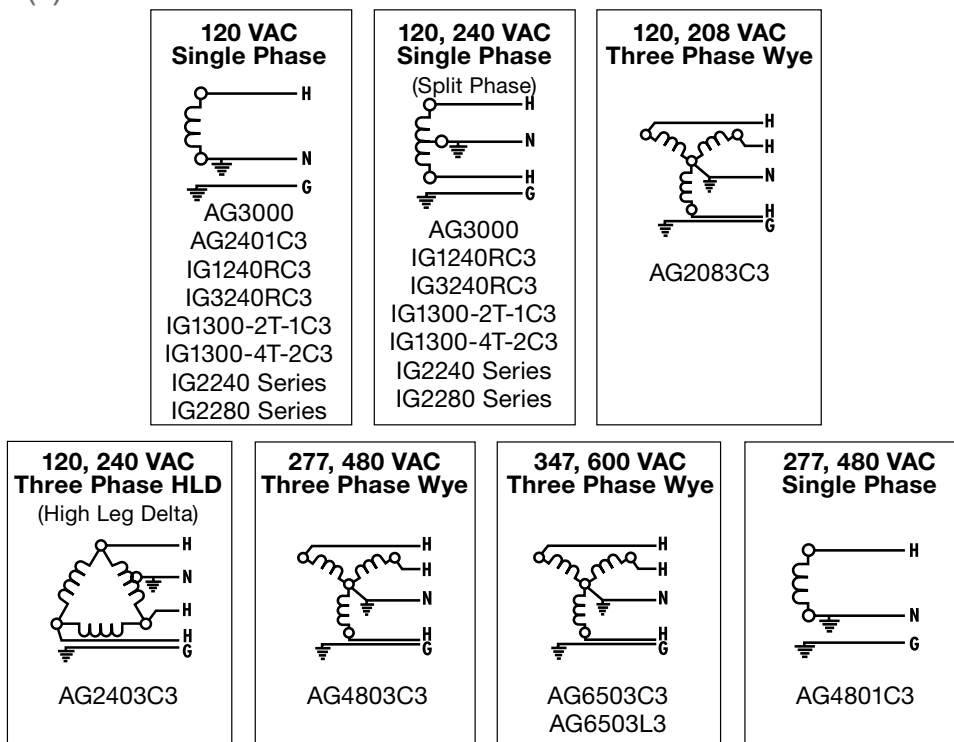 120 VAC
Single Phase
H
N
G
AG3000
AG2401C3
IG1240RC3
IG3240RC3
IG1300-2T-1C3
IG1300-4T-2C3
IG2240 Series
IG2280 Series
120, 240 VAC
Single Phase
(Split Phase)
H
N
H
G
AG3000
IG1240RC3
IG3240RC3
IG1300-2T-1C3
IG1300-4T-2C3
IG2240 Series
IG2280 Series
120, 208 VAC
Three Phase Wye
H
H
N
H
G
AG2083C3
120, 240 VAC
Three Phase HLD
(High Leg Delta)
H
N
H
H
G
AG2403C3
277, 480 VAC
Three Phase Wye
H
H
N
H
G
AG4803C3
347, 600 VAC
Three Phase Wye
H
H
N
H
G
AG6503C3
AG6503L3
277, 480 VAC
Single Phase
H
N
G
AG4801C3